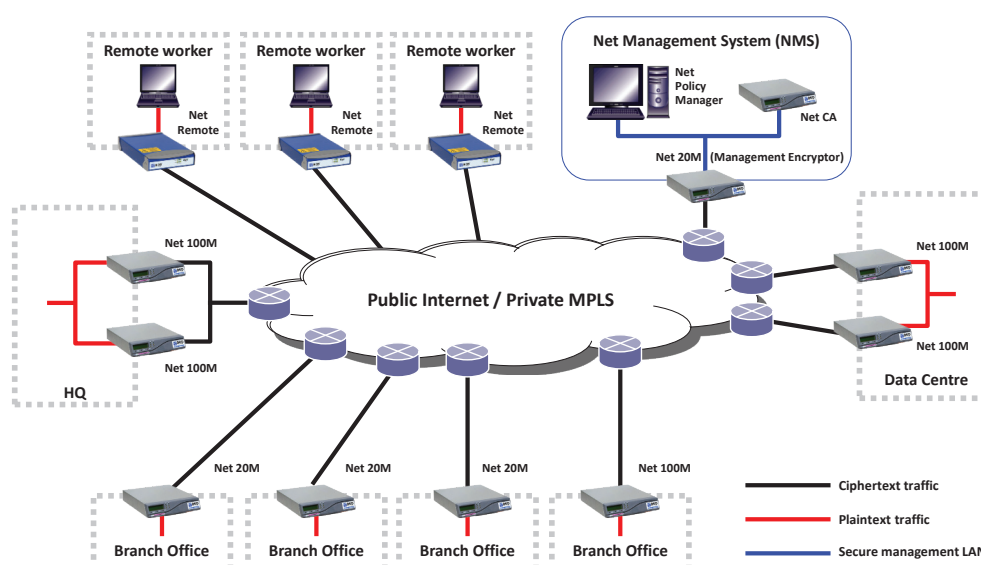 Remote worker
Remote worker
Remote worker
Net
Remote
Net
Remote
Net
Remote
Net Management System (NMS)
Net
Policy
Manager
Net CA
Net 20M
(Management Encryptor)
Net 100M
Net 100M
HQ
Public Internet / Private MPLS
Net 100M
Net 100M
Data Centre
Net 20M
Net 20M
Net 20M
Net 100M
Branch Office
Branch Office
Branch Office
Branch Office
Ciphertext traffic
Plaintext traffic
Secure management LAN